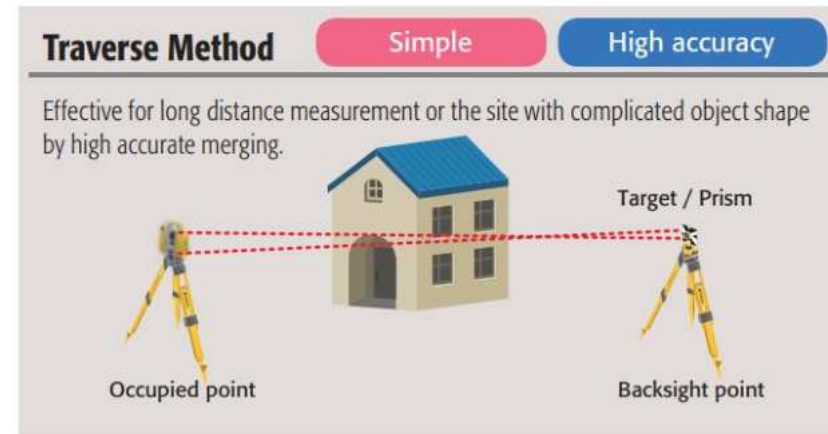 Traverse Method
Simple
High accuracy
Effective for long distance measurement or the site with complicated object shape
by high accurate merging.
Target / Prism
Occupied point
Backsight point